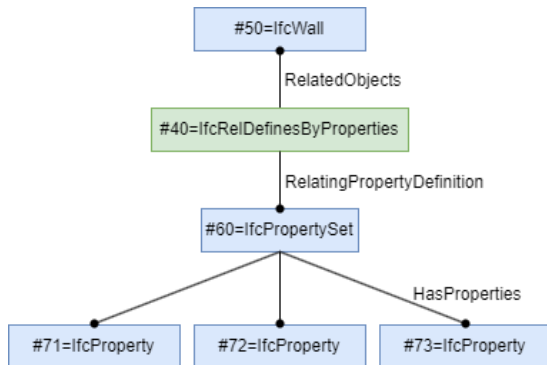 #50=IfcWall
RelatedObjects
#40=IfcRelDefinesByProperties
RelatingPropertyDefinition
#60=IfcPropertySet
HasProperties
#71=IfcProperty
#72=IfcProperty
#73=IfcProperty